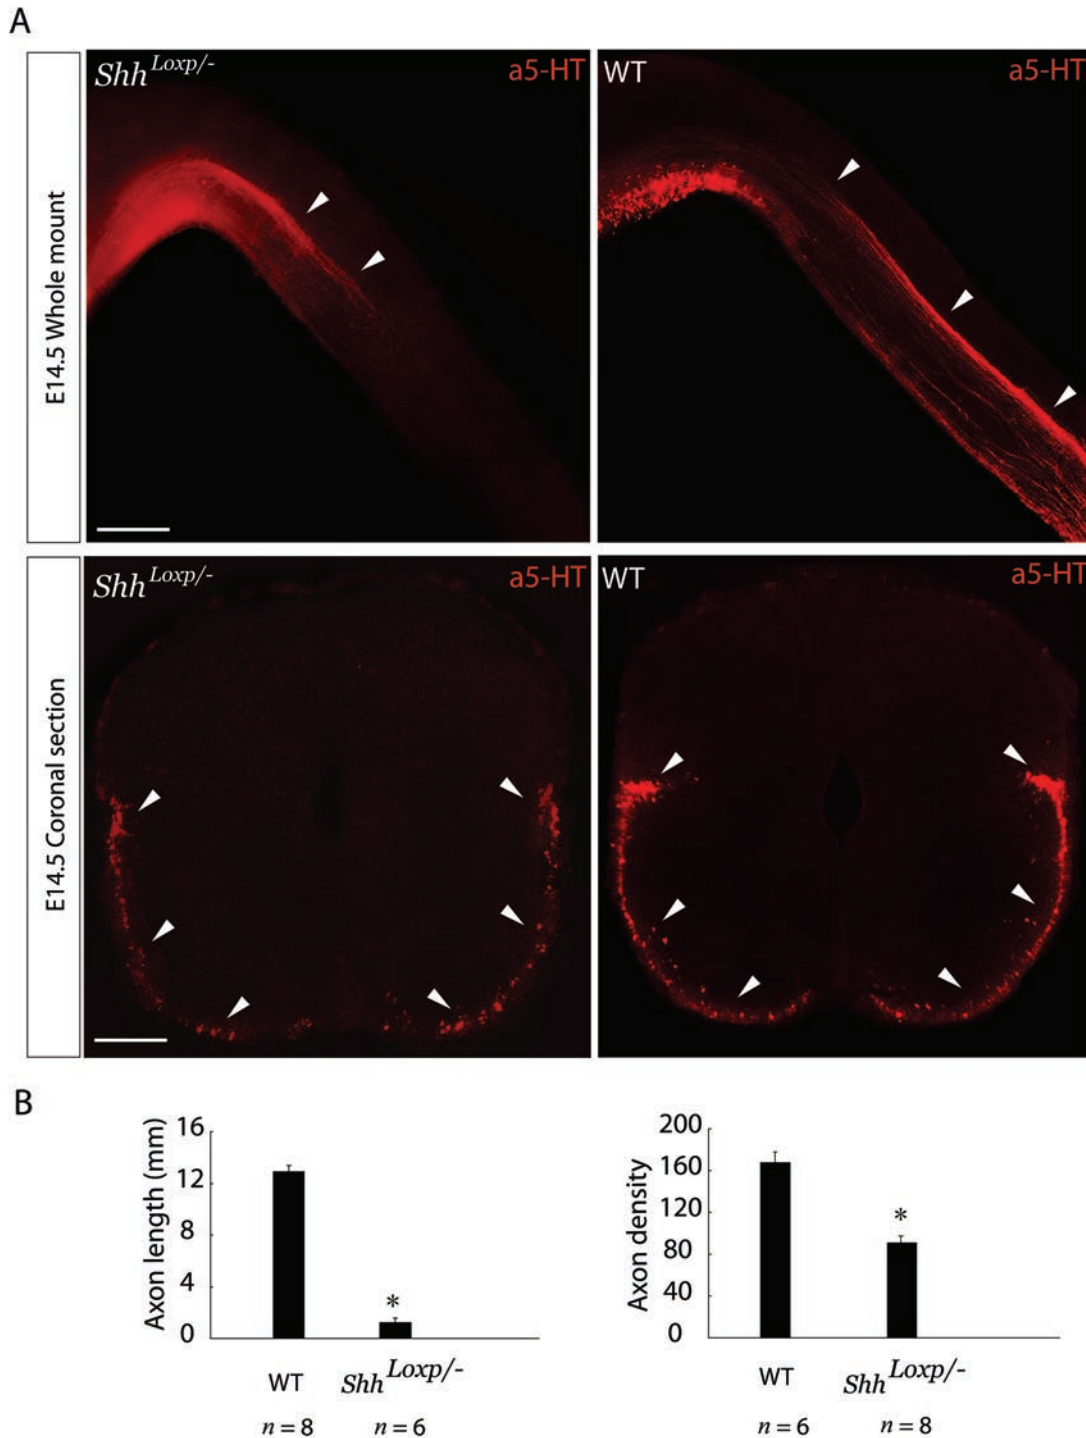 A
E14.5 Whole mount
Shh Loxp/-
a5-HT
WT
a5-HT
E14.5 Coronal section
Shh Loxp/-
a5-HT
WT
a5-HT
B
Axon length (mm)
16
12
8
4
0
*
WT
Shh Loxp/-
n = 8
n = 6
Axon density
200
160
120
80
40
0
*
WT
Shh Loxp/-
n = 6
n = 8